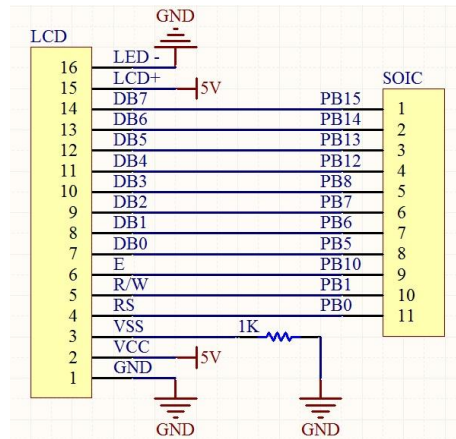 GND
LCD
LED -
16
LCD+
15
5V
SOIC
DB7
14
PB15
1
DB6
13
PB14
2
DB5
12
PB13
3
DB4
11
PB12
4
DB3
10
PB8
5
DB2
9
PB7
6
DB1
8
PB6
7
DB0
7
PB5
8
E
6
PB10
9
R/W
5
PB1
10
RS
4
PB0
11
VSS
3
1K
VCC
2
5V
GND
1
GND
GND